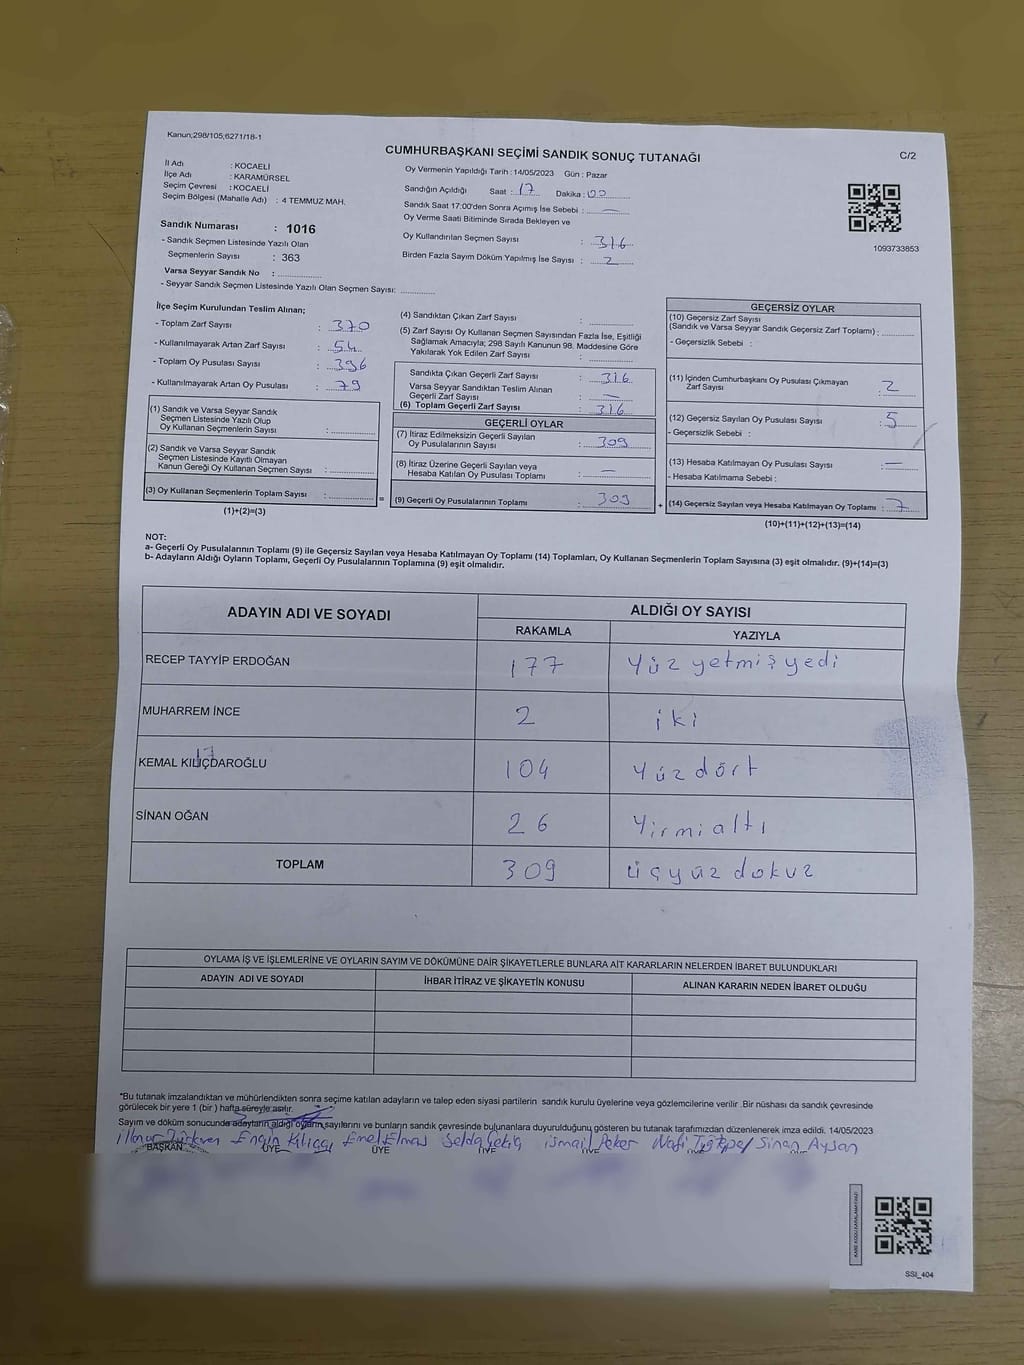 Kanun;298/105;6271/18-1
CUMHURBAŞKANI SEÇİMİ SANDIK SONUÇ TUTANAĞI
C/2
İl Adı : KOCAELİ
İlçe Adı : KARAMÜRSEL
Seçim Çevresi : KOCAELİ
Seçim Bölgesi (Mahalle Adı) : 4 TEMMUZ MAH.
Oy Vermenin Yapıldığı Tarih : 14/05/2023 Gün : Pazar
Sandığın Açıldığı Saat : 17 Dakika : 00
Sandık Saat 17:00'den Sonra Açımış İse Sebebi : —
Oy Verme Saati Bitiminde Sırada Bekleyen ve
Oy Kullandırılan Seçmen Sayısı : 316
Birden Fazla Sayım Döküm Yapılmış İse Sayısı : 2
1093733853
Sandık Numarası : 1016
- Sandık Seçmen Listesinde Yazılı Olan
Seçmenlerin Sayısı : 363
Varsa Seyyar Sandık No :
- Seyyar Sandık Seçmen Listesinde Yazılı Olan Seçmen Sayısı:
İlçe Seçim Kurulundan Teslim Alınan;
- Toplam Zarf Sayısı : 370
- Kullanılmayarak Artan Zarf Sayısı : 54
- Toplam Oy Pusulası Sayısı : 396
- Kullanılmayarak Artan Oy Pusulası : 79
(1) Sandık ve Varsa Seyyar Sandık
Seçmen Listesinde Yazılı Olup
Oy Kullanan Seçmenlerin Sayısı :
(2) Sandık ve Varsa Seyyar Sandık
Seçmen Listesinde Kayıtlı Olmayan
Kanun Gereği Oy Kullanan Seçmen Sayısı :
(3) Oy Kullanan Seçmenlerin Toplam Sayısı : =
(1)+(2)=(3)
(4) Sandıktan Çıkan Zarf Sayısı :
(5) Zarf Sayısı Oy Kullanan Seçmen Sayısından Fazla İse, Eşitliği
Sağlamak Amacıyla; 298 Sayılı Kanunun 98. Maddesine Göre
Yakılarak Yok Edilen Zarf Sayısı :
Sandıkta Çıkan Geçerli Zarf Sayısı : 316
Varsa Seyyar Sandıktan Teslim Alınan
Geçerli Zarf Sayısı : —
(6) Toplam Geçerli Zarf Sayısı : 316
GEÇERLİ OYLAR
(7) İtiraz Edilmeksizin Geçerli Sayılan
Oy Pusulalarının Sayısı : 309
(8) İtiraz Üzerine Geçerli Sayılan veya
Hesaba Katılan Oy Pusulası Toplamı : —
(9) Geçerli Oy Pusulalarının Toplamı : 309 +
GEÇERSİZ OYLAR
(10) Geçersiz Zarf Sayısı
(Sandık ve Varsa Seyyar Sandık Geçersiz Zarf Toplamı) :
- Geçersizlik Sebebi :
(11) İçinden Cumhurbaşkanı Oy Pusulası Çıkmayan
Zarf Sayısı : 2
(12) Geçersiz Sayılan Oy Pusulası Sayısı : 5
- Geçersizlik Sebebi :
(13) Hesaba Katılmayan Oy Pusulası Sayısı : —
- Hesaba Katılmama Sebebi :
(14) Geçersiz Sayılan veya Hesaba Katılmayan Oy Toplamı : 7
(10)+(11)+(12)+(13)=(14)
NOT:
a- Geçerli Oy Pusulalarının Toplamı (9) ile Geçersiz Sayılan veya Hesaba Katılmayan Oy Toplamı (14) Toplamları, Oy Kullanan Seçmenlerin Toplam Sayısına (3) eşit olmalıdır. (9)+(14)=(3)
b- Adayların Aldığı Oyların Toplamı, Geçerli Oy Pusulalarının Toplamına (9) eşit olmalıdır.
ADAYIN ADI VE SOYADI ALDIĞI OY SAYISI
RAKAMLA YAZIYLA
RECEP TAYYİP ERDOĞAN 177 Yüz yetmiş yedi
MUHARREM İNCE 2 iki
KEMAL KILIÇDAROĞLU 104 Yüz dört
SİNAN OĞAN 26 Yirmi altı
TOPLAM 309 üçyüz dokuz
OYLAMA İŞ VE İŞLEMLERİNE VE OYLARIN SAYIM VE DÖKÜMÜNE DAİR ŞİKAYETLERLE BUNLARA AİT KARARLARIN NELERDEN İBARET BULUNDUKLARI
ADAYIN ADI VE SOYADI İHBAR İTİRAZ VE ŞİKAYETİN KONUSU ALINAN KARARIN NEDEN İBARET OLDUĞU
*Bu tutanak imzalandıktan ve mühürlendikten sonra seçime katılan adayların ve talep eden siyasi partilerin sandık kurulu üyelerine veya gözlemcilerine verilir .Bir nüshası da sandık çevresinde
görülecek bir yere 1 (bir ) hafta süreyle asılır.
Sayım ve döküm sonucunda adayların aldığı oyların sayılarını ve bunların sandık çevresinde bulunanlara duyurulduğunu gösteren bu tutanak tarafımızdan düzenlenerek imza edildi. 14/05/2023
Engin Emel Elmas Selda ismail Peker Sinan Aysan
BAŞKAN ÜYE ÜYE ÜYE ÜYE
SSI_404